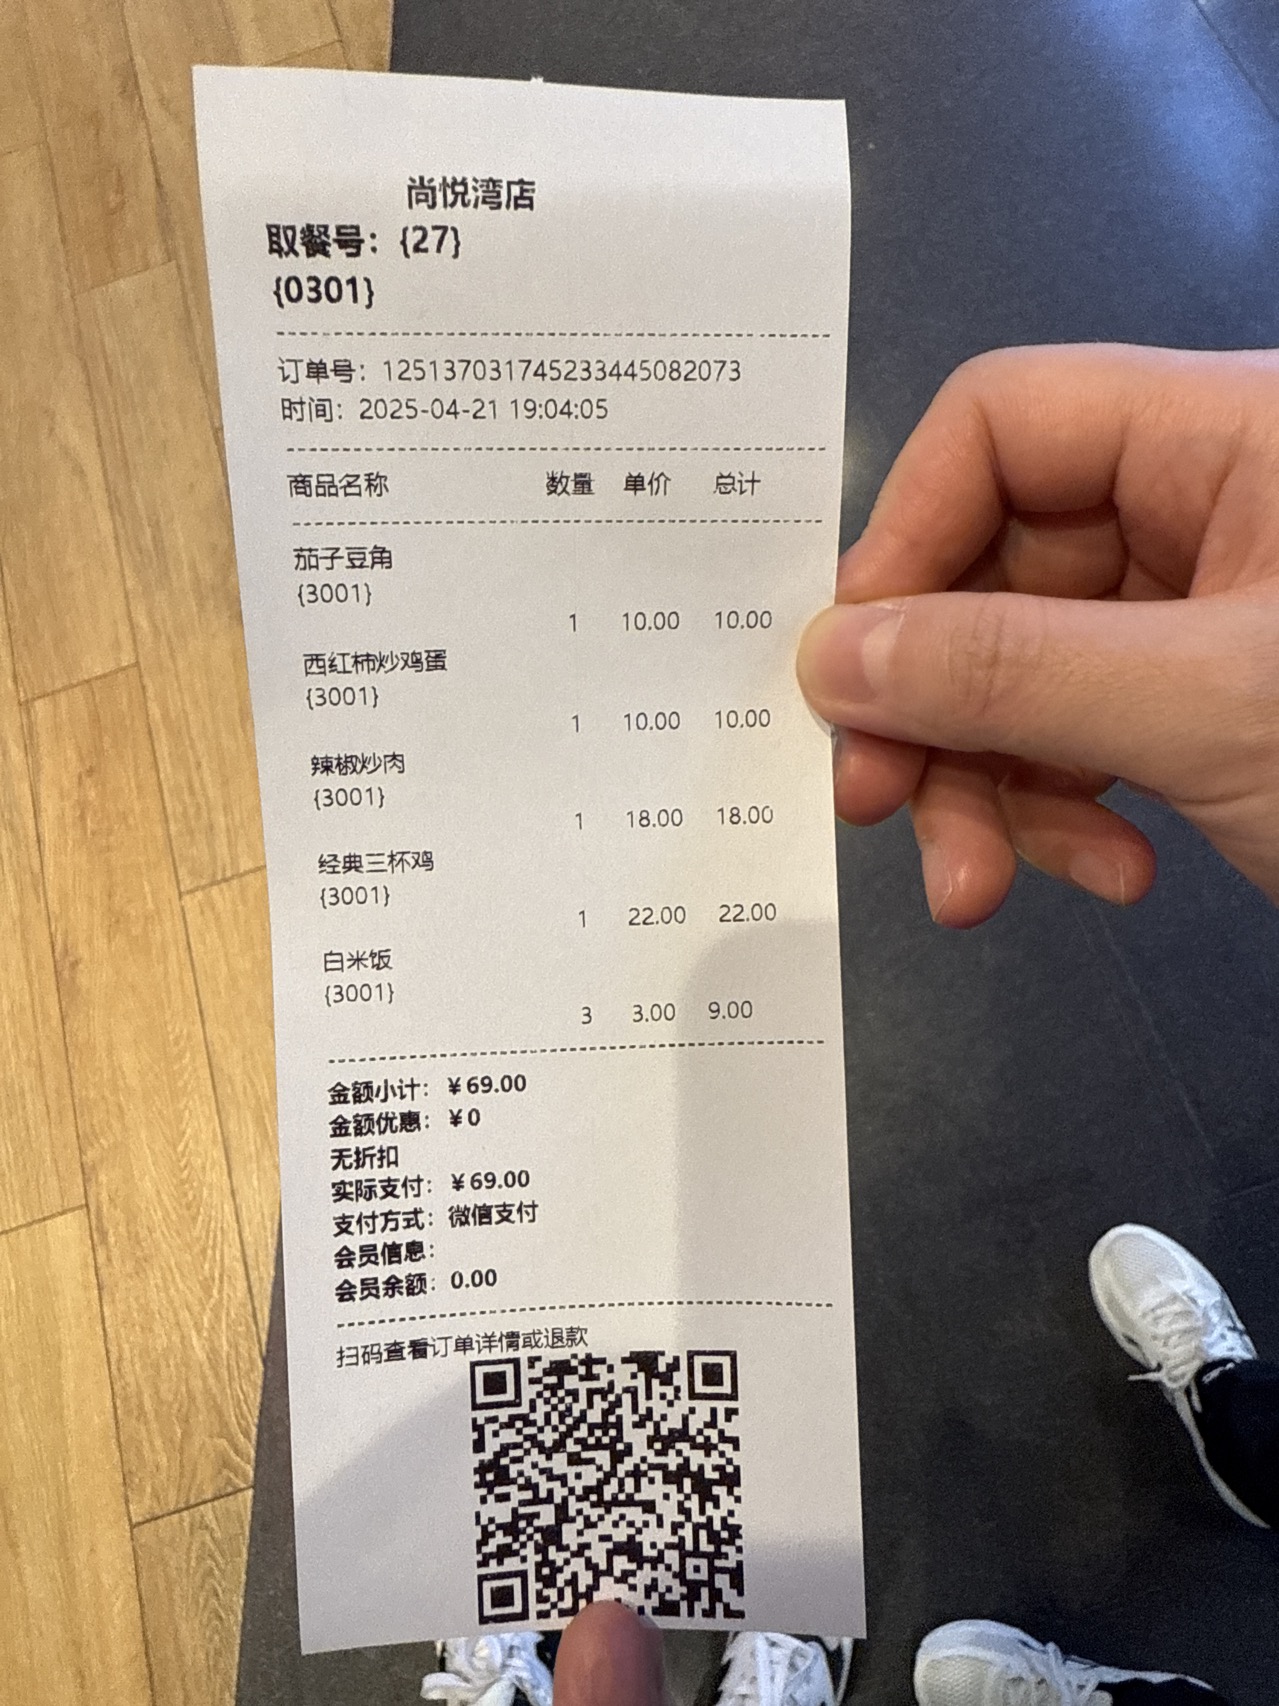 尚悦湾店
取餐号：{27}
{0301}
订单号：1251370317452334​45082073
时间：2025-04-21 19:04:05
商品名称 数量 单价 总计
茄子豆角
{3001}
1 10.00 10.00
西红柿炒鸡蛋
{3001}
1 10.00 10.00
辣椒炒肉
{3001}
1 18.00 18.00
经典三杯鸡
{3001}
1 22.00 22.00
白米饭
{3001}
3 3.00 9.00
金额小计：￥69.00
金额优惠：￥0
无折扣
实际支付：￥69.00
支付方式：微信支付
会员信息：
会员余额：0.00
扫码查看订单详情或退款